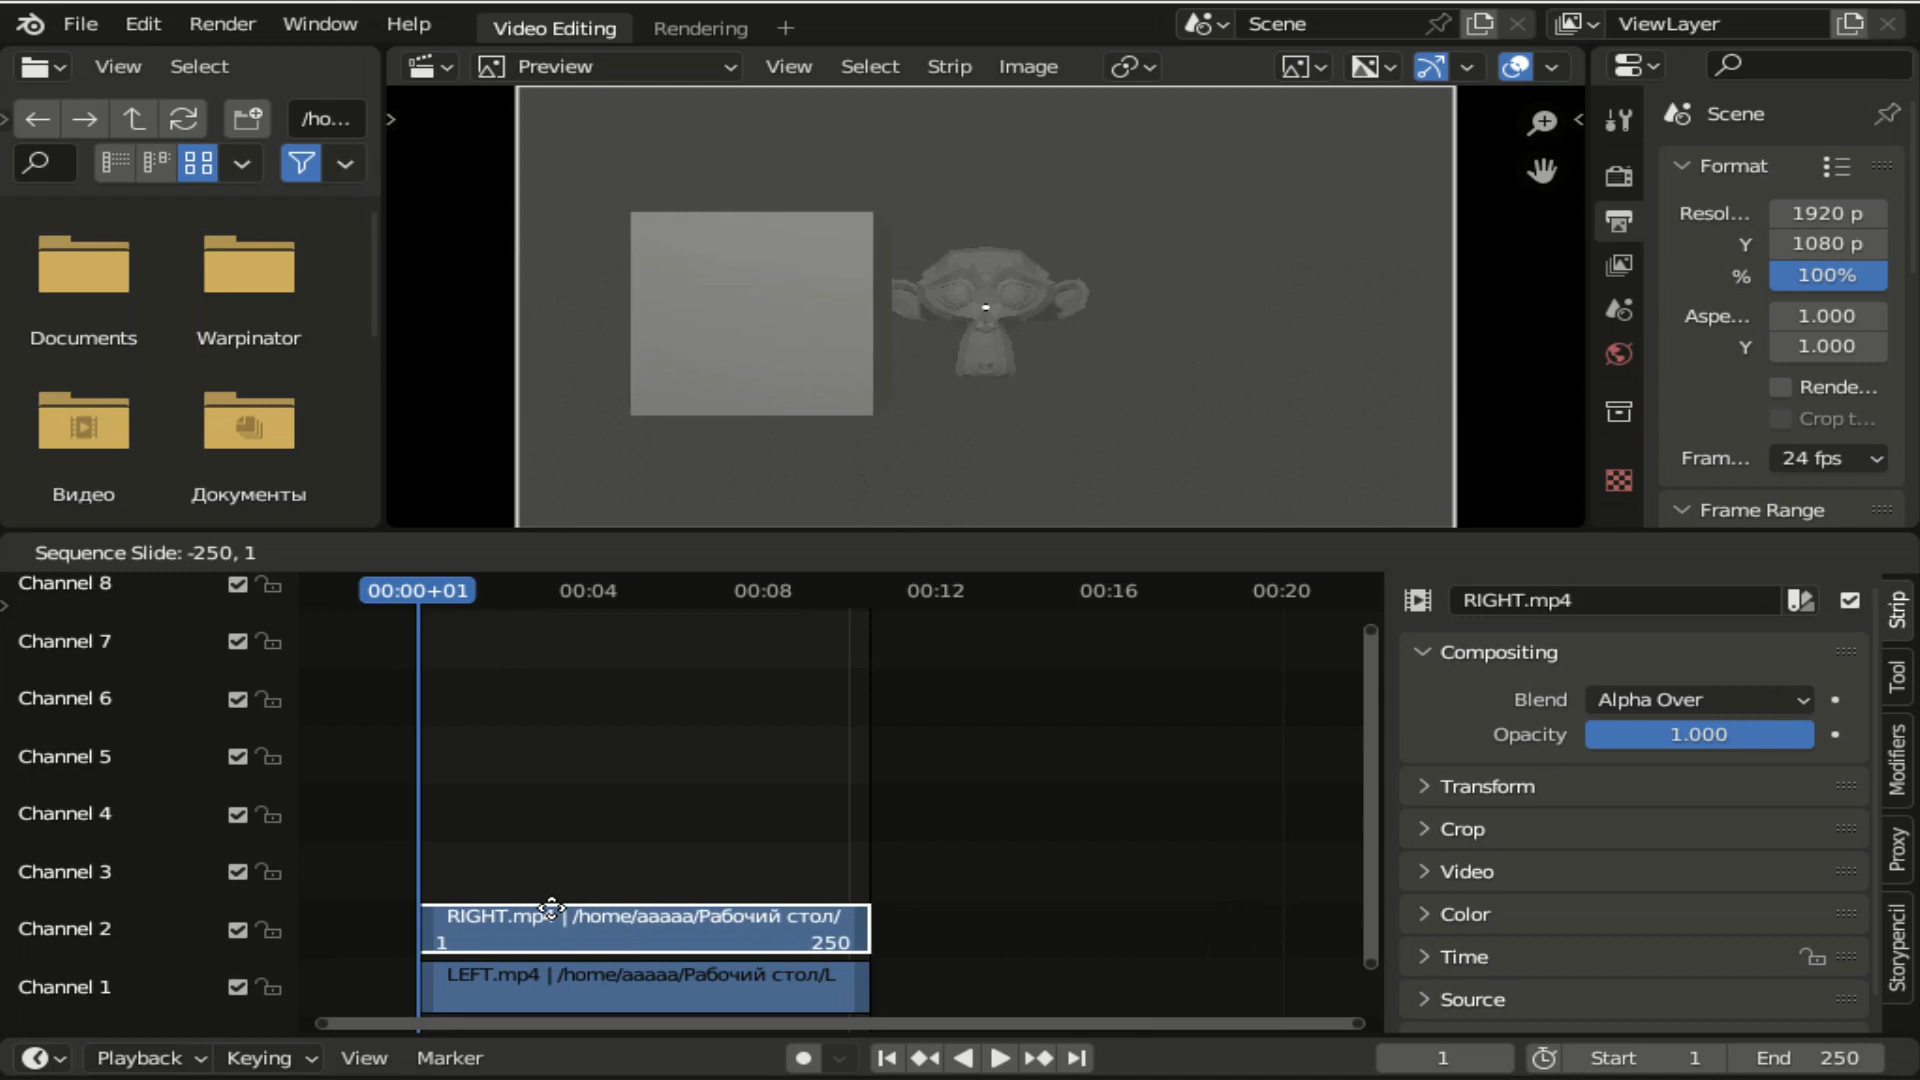 File Edit Render Window Help Video Editing Rendering + Scene ViewLayer
View Select Preview View Select Strip Image
/ho...
Documents Warpinator
Видео Документы
Scene
Format
Resol... 1920 p
Y 1080 p
% 100%
Aspe... 1.000
Y 1.000
Rende...
Crop t...
Fram... 24 fps
Frame Range
Sequence Slide: -250, 1
Channel 8
Channel 7
Channel 6
Channel 5
Channel 4
Channel 3
Channel 2
Channel 1
00:00+01 00:04 00:08 00:12 00:16 00:20
RIGHT.mp4 | /home/aaaaa/Рабочий стол/
1 250
LEFT.mp4 | /home/aaaaa/Рабочий стол/L
RIGHT.mp4
Compositing
Blend Alpha Over
Opacity 1.000
Transform
Crop
Video
Color
Time
Source
Strip
Tool
Modifiers
Proxy
Storypencil
Playback Keying View Marker 1 Start 1 End 250